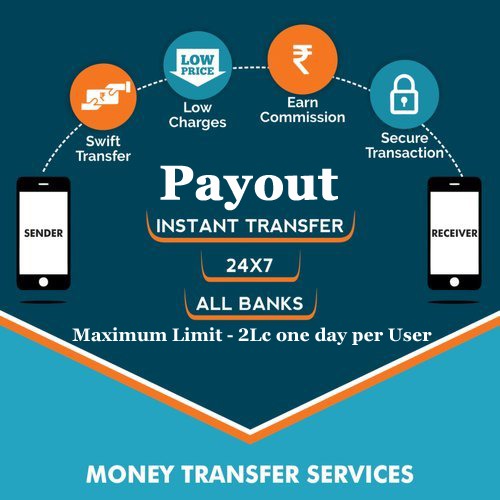 LOW
PRICE
₹
Swift
Transfer
Low
Charges
Earn
Commission
Secure
Transaction
Payout
SENDER
INSTANT TRANSFER
RECEIVER
24X7
ALL BANKS
Maximum Limit - 2Lc one day per User
MONEY TRANSFER SERVICES